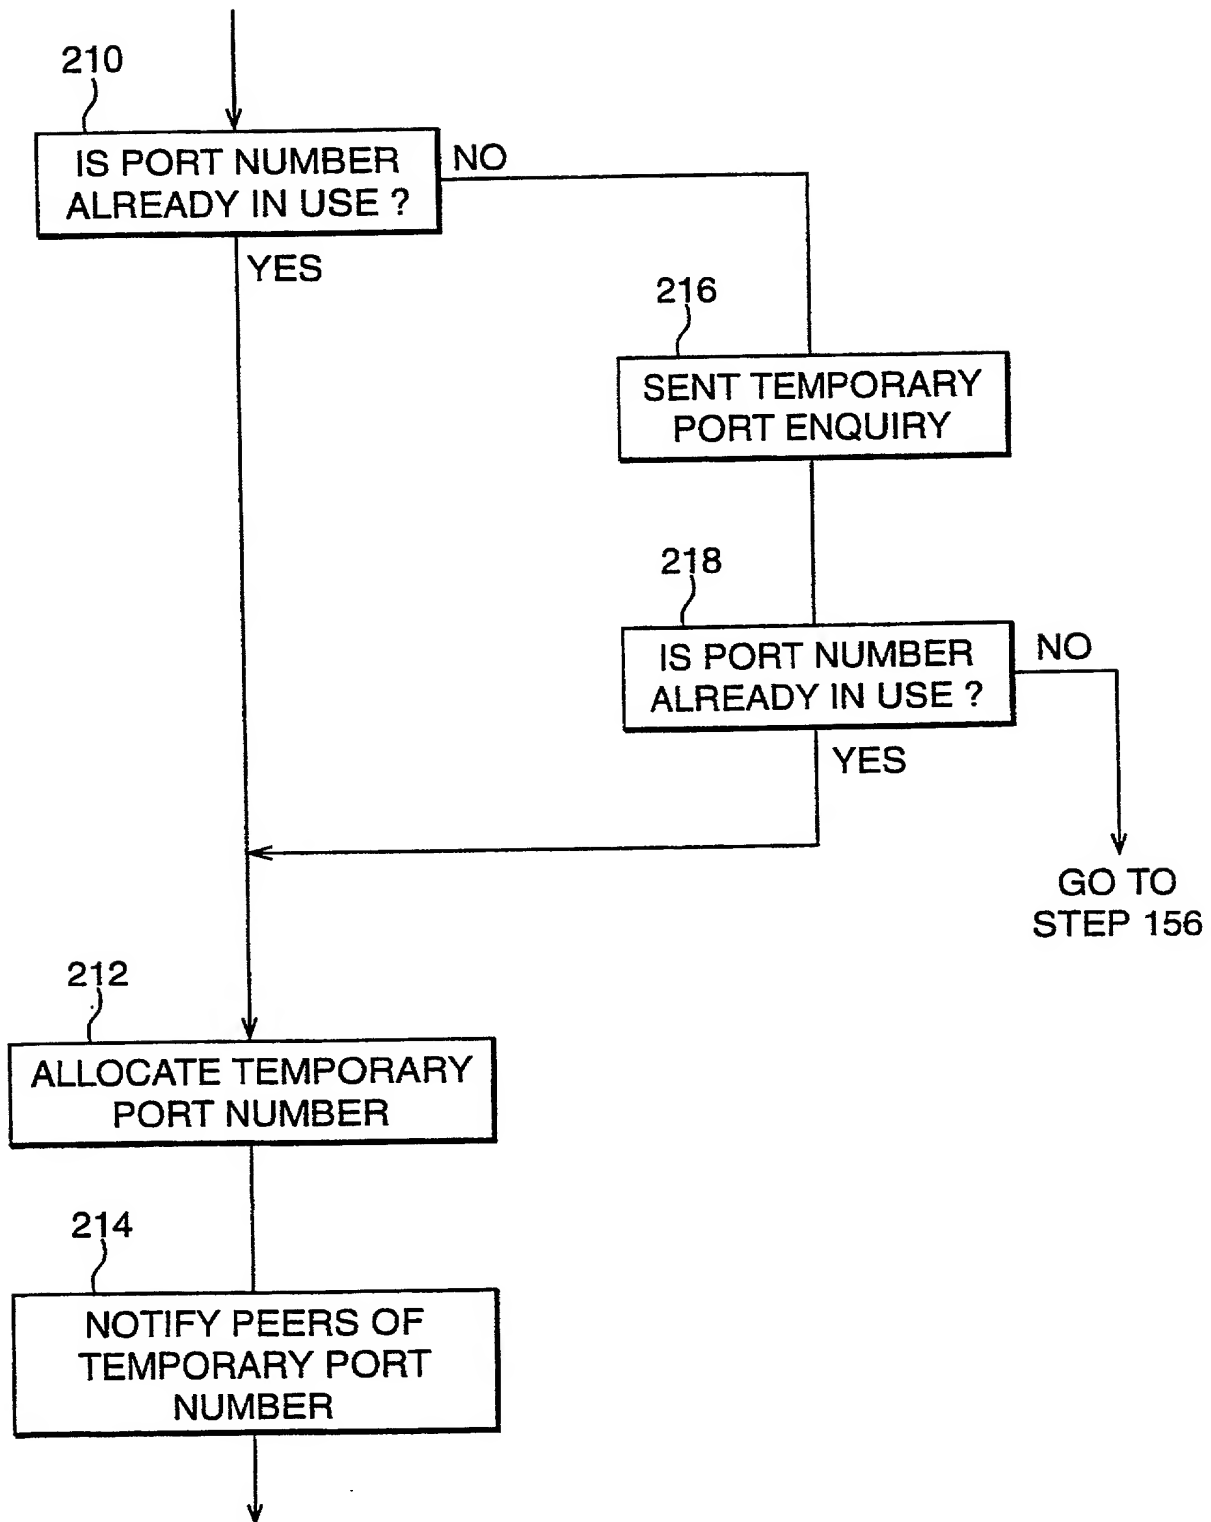 210
IS PORT NUMBER
ALREADY IN USE ?
NO
YES
216
SENT TEMPORARY
PORT ENQUIRY
218
IS PORT NUMBER
ALREADY IN USE ?
NO
YES
GO TO
STEP 156
212
ALLOCATE TEMPORARY
PORT NUMBER
214
NOTIFY PEERS OF
TEMPORARY PORT
NUMBER